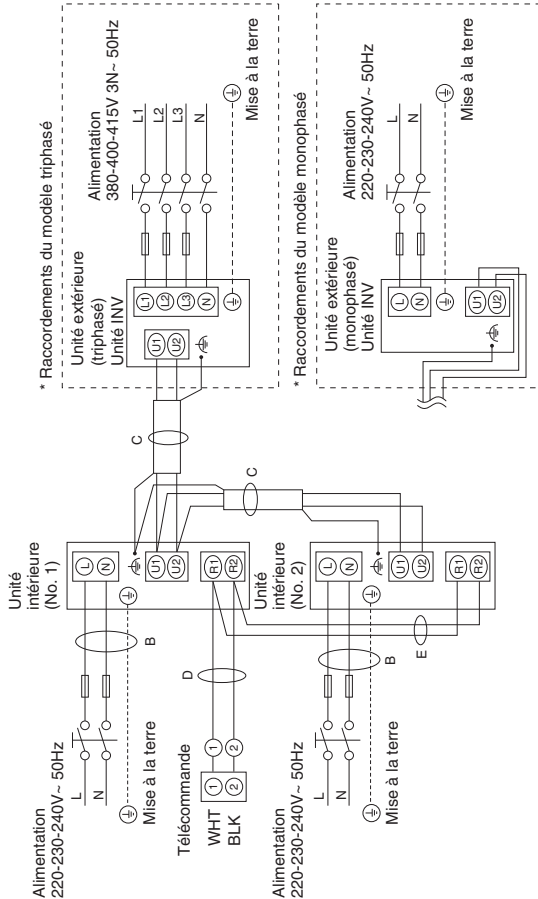 Alimentation
220-230-240V ~ 50Hz
L
N
Mise à la terre
B
Unité
intérieure
(No. 1)
L
N
U1
U2
R1
R2
Télécommande
WHT
BLK
1
2
1
2
D
C
C
Alimentation
220-230-240V ~ 50Hz
L
N
Mise à la terre
B
E
Unité
intérieure
(No. 2)
L
N
U1
U2
R1
R2
* Raccordements du modèle triphasé
Unité extérieure
(triphasé)
Unité INV
L1
L2
L3
N
U1
U2
Alimentation
380-400-415V 3N~ 50Hz
L1
L2
L3
N
Mise à la terre
* Raccordements du modèle monophasé
Unité extérieure
(monophasé)
Unité INV
L
N
U1
U2
Alimentation
220-230-240V~ 50Hz
L
N
Mise à la terre